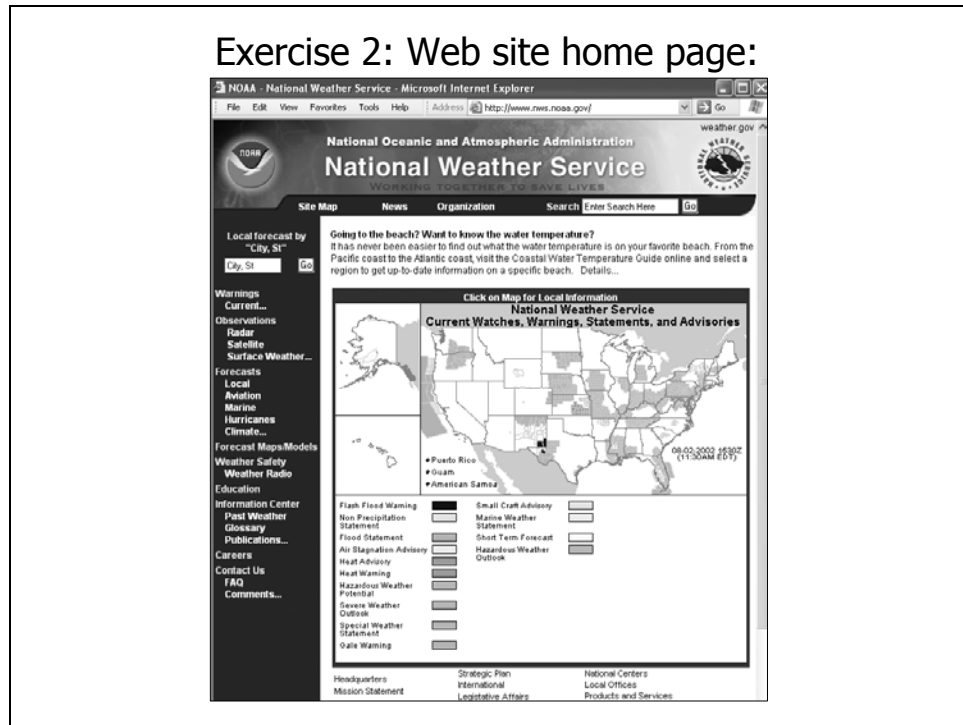 Exercise 2: Web site home page:
NOAA - National Weather Service - Microsoft Internet Explorer
File Edit View Favorites Tools Help Address http://www.nws.noaa.gov/ Go
weather.gov
NOAA
National Oceanic and Atmospheric Administration
National Weather Service
WORKING TOGETHER TO SAVE LIVES
Site Map News Organization Search Enter Search Here Go
Local forecast by
"City, St"
City, St Go
Warnings
Current...
Observations
Radar
Satellite
Surface Weather...
Forecasts
Local
Aviation
Marine
Hurricanes
Climate...
Forecast Maps/Models
Weather Safety
Weather Radio
Education
Information Center
Past Weather
Glossary
Publications...
Careers
Contact Us
FAQ
Comments...
Going to the beach? Want to know the water temperature?
It has never been easier to find out what the water temperature is on your favorite beach. From the
Pacific coast to the Atlantic coast, visit the Coastal Water Temperature Guide online and select a
region to get up-to-date information on a specific beach. Details...
Click on Map for Local Information
National Weather Service
Current Watches, Warnings, Statements, and Advisories
08-02-2002 1530Z
(11:30AM EDT)
Puerto Rico
Guam
American Samoa
Flash Flood Warning
Non Precipitation
Statement
Flood Statement
Air Stagnation Advisory
Heat Advisory
Heat Warning
Hazardous Weather
Potential
Severe Weather
Outlook
Special Weather
Statement
Gale Warning
Small Craft Advisory
Marine Weather
Statement
Short Term Forecast
Hazardous Weather
Outlook
Headquarters
Mission Statement
Strategic Plan
International
Legislative Affairs
National Centers
Local Offices
Products and Services